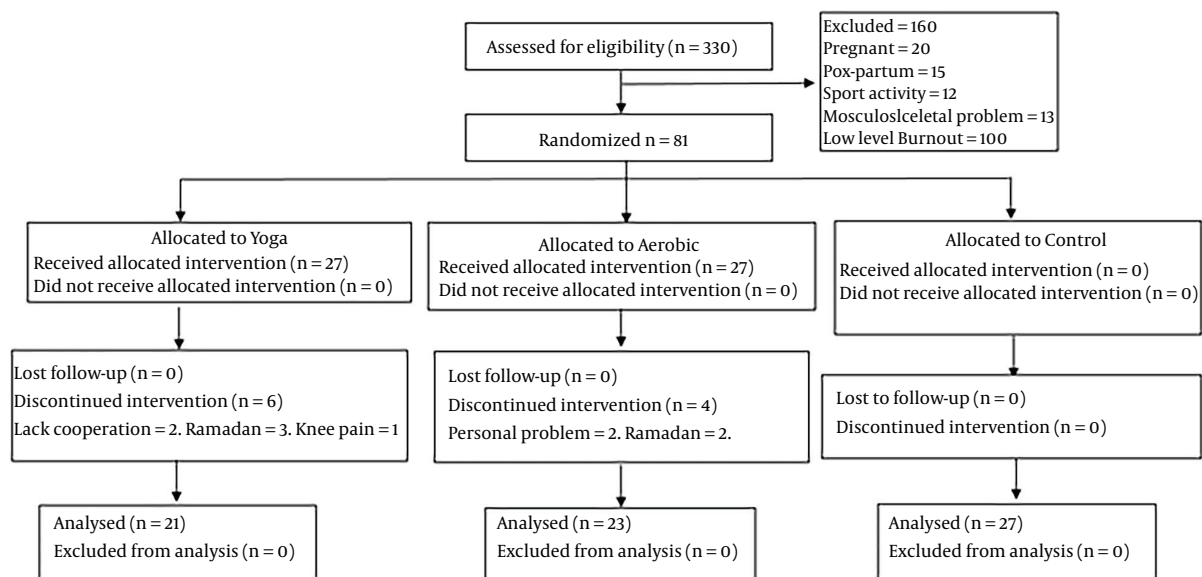 Assessed for eligibility (n = 330)
Excluded = 160
Pregnant = 20
Pox-partum = 15
Sport activity = 12
Mosculoslceletal problem = 13
Low level Burnout = 100
Randomized n = 81
Allocated to Yoga
Received allocated intervention (n = 27)
Did not receive allocated intervention (n = 0)
Allocated to Aerobic
Received allocated intervention (n = 27)
Did not receive allocated intervention (n = 0)
Allocated to Control
Received allocated intervention (n = 0)
Did not receive allocated intervention (n = 0)
Lost follow-up (n = 0)
Discontinued intervention (n = 6)
Lack cooperation = 2. Ramadan = 3. Knee pain = 1
Lost follow-up (n = 0)
Discontinued intervention (n = 4)
Personal problem = 2. Ramadan = 2.
Lost to follow-up (n = 0)
Discontinued intervention (n = 0)
Analysed (n = 21)
Excluded from analysis (n = 0)
Analysed (n = 23)
Excluded from analysis (n = 0)
Analysed (n = 27)
Excluded from analysis (n = 0)